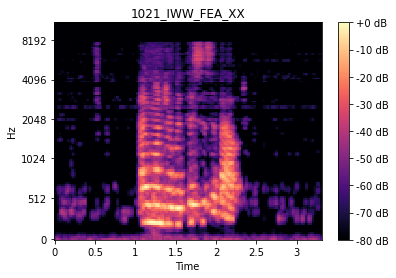 1021_IWW_FEA_XX
8192
4096
2048
1024
512
0
Hz
0
0.5
1
1.5
2
2.5
3
Time
+0 dB
-10 dB
-20 dB
-30 dB
-40 dB
-50 dB
-60 dB
-70 dB
-80 dB